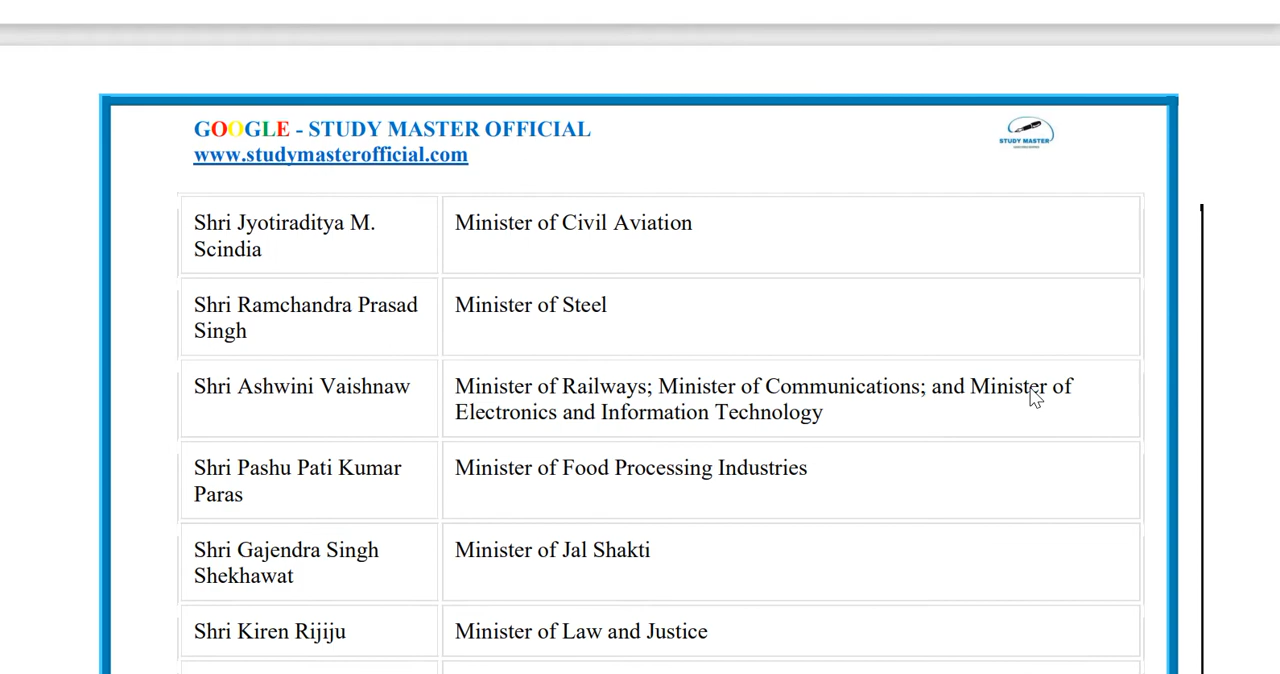 GOOGLE - STUDY MASTER OFFICIAL
www.studymasterofficial.com
STUDY MASTER
Shri Jyotiraditya M.
Scindia
Minister of Civil Aviation
Shri Ramchandra Prasad
Singh
Minister of Steel
Shri Ashwini Vaishnaw
Minister of Railways; Minister of Communications; and Minister of
Electronics and Information Technology
Shri Pashu Pati Kumar
Paras
Minister of Food Processing Industries
Shri Gajendra Singh
Shekhawat
Minister of Jal Shakti
Shri Kiren Rijiju
Minister of Law and Justice